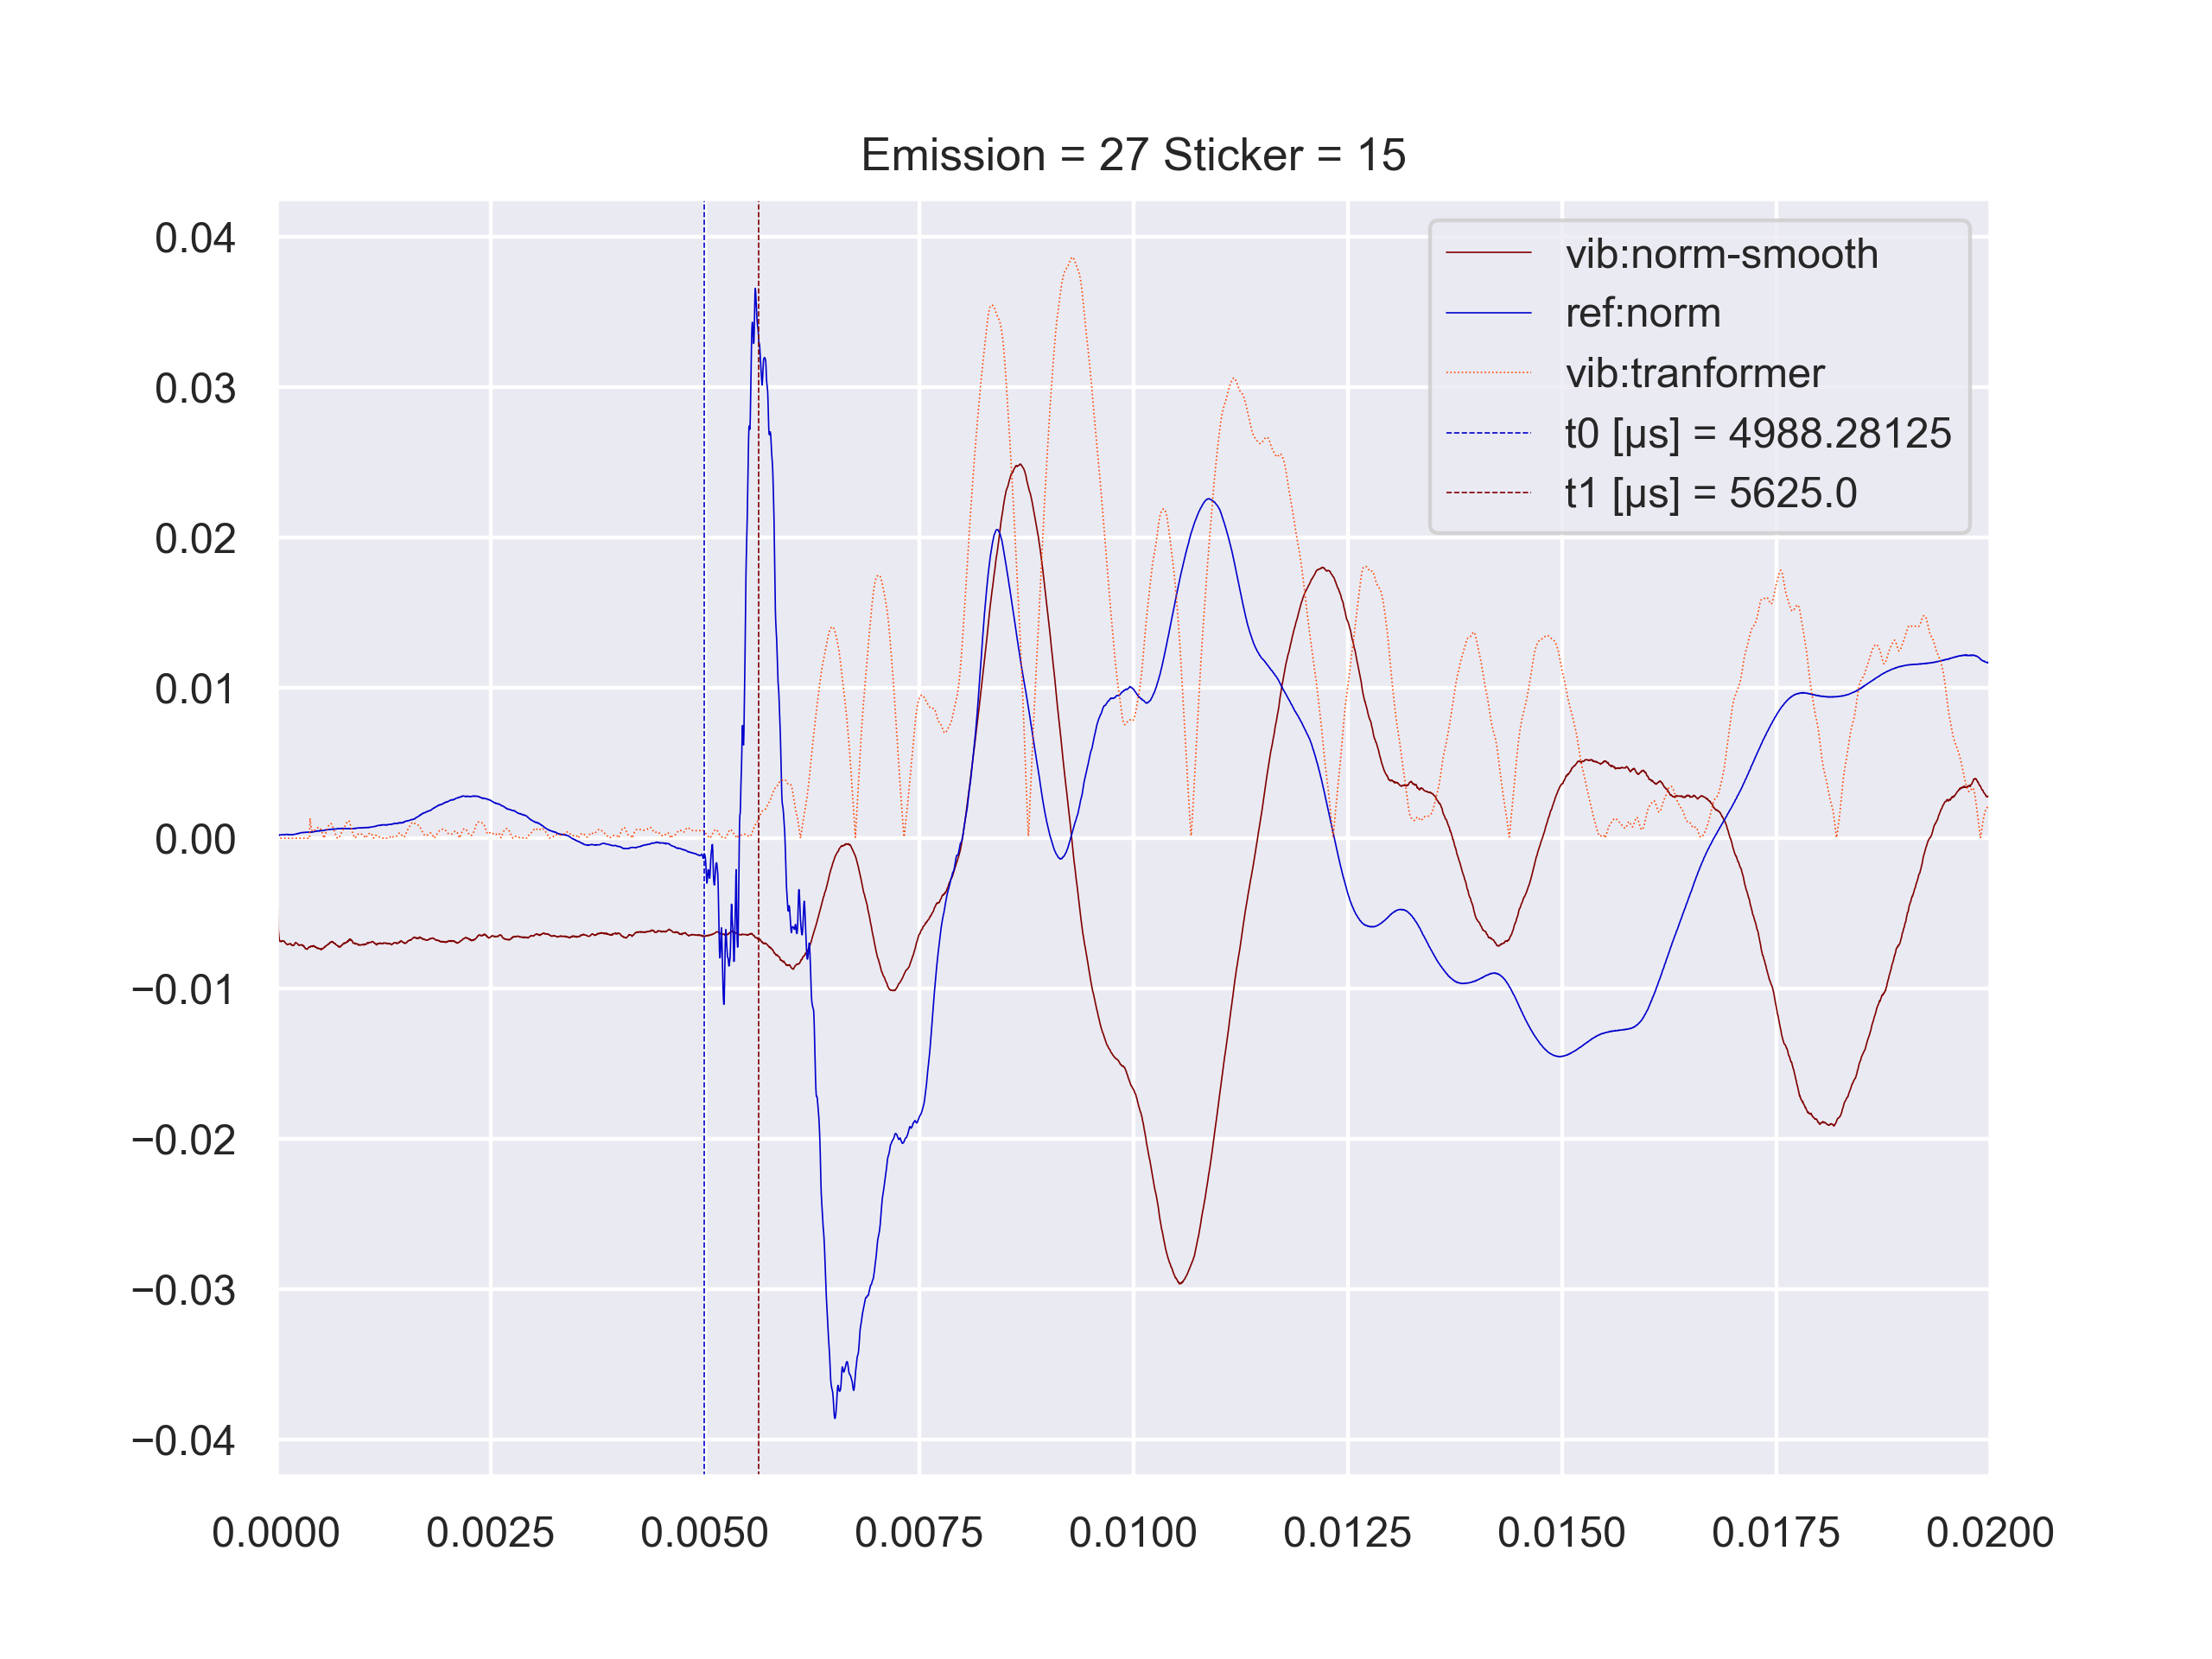 Emission = 27 Sticker = 15
0.04
0.03
0.02
0.01
0.00
−0.01
−0.02
−0.03
−0.04
vib:norm-smooth
ref:norm
vib:tranformer
t0 [µs] = 4988.28125
t1 [µs] = 5625.0
0.0000 0.0025 0.0050 0.0075 0.0100 0.0125 0.0150 0.0175 0.0200